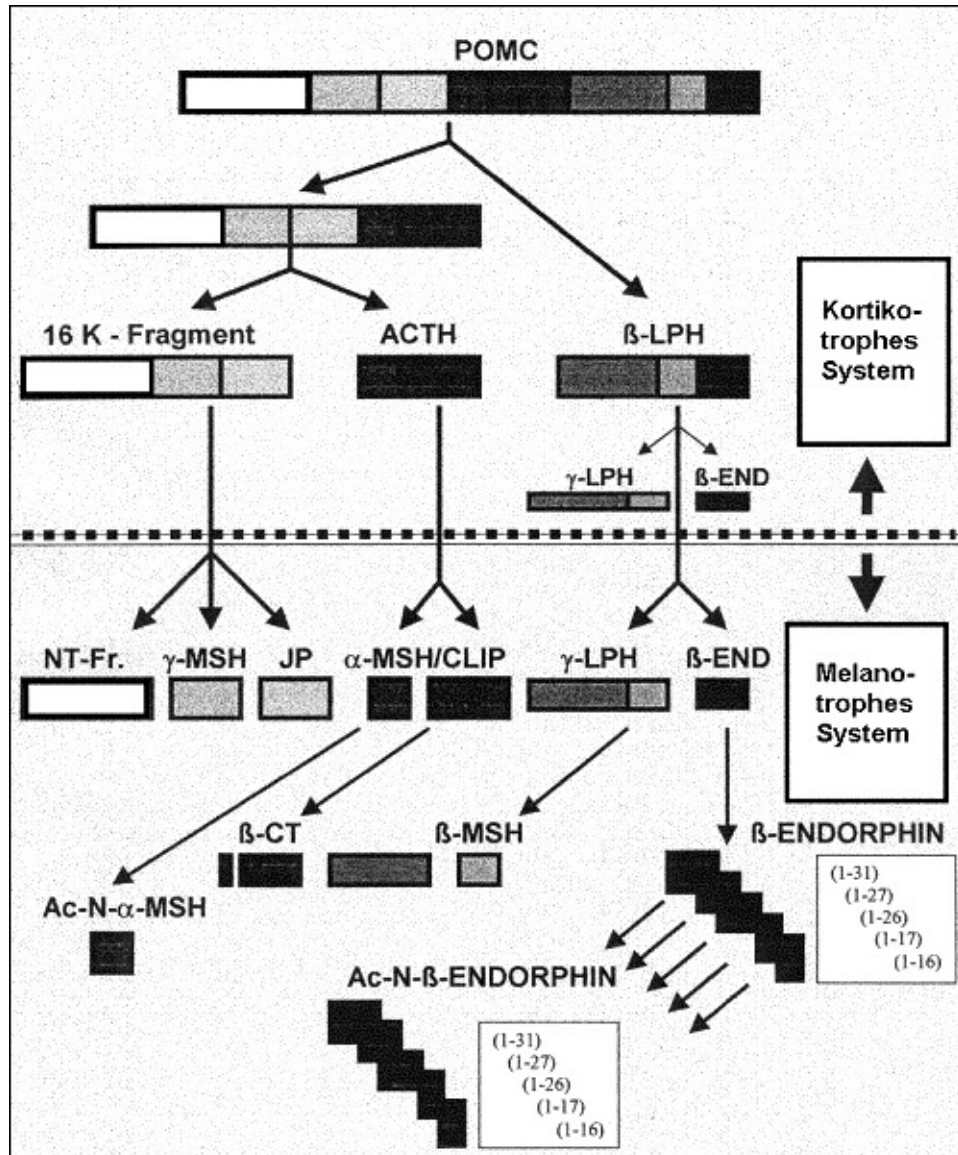 POMC
16 K - Fragment
ACTH
ß-LPH
Kortiko-
trophes
System
γ-LPH
ß-END
NT-Fr.
γ-MSH
JP
α-MSH/CLIP
γ-LPH
ß-END
Melano-
trophes
System
ß-CT
ß-MSH
ß-ENDORPHIN
(1-31)
(1-27)
(1-26)
(1-17)
(1-16)
Ac-N-α-MSH
Ac-N-ß-ENDORPHIN
(1-31)
(1-27)
(1-26)
(1-17)
(1-16)